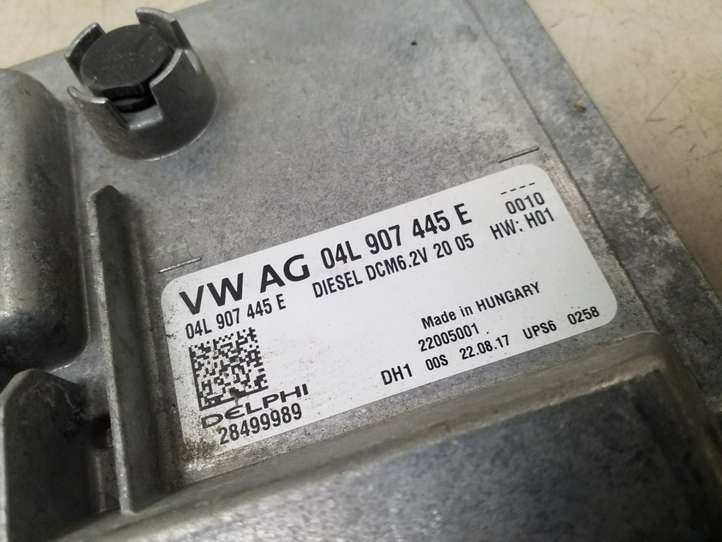 VW AG 04L 907 445 E
----
0010
04L 907 445 E DIESEL DCM6.2V 20 05 HW: H01
Made in HUNGARY
22005001
DH1 00S 22.08.17 UPS6 0258
DELPHI
28499989